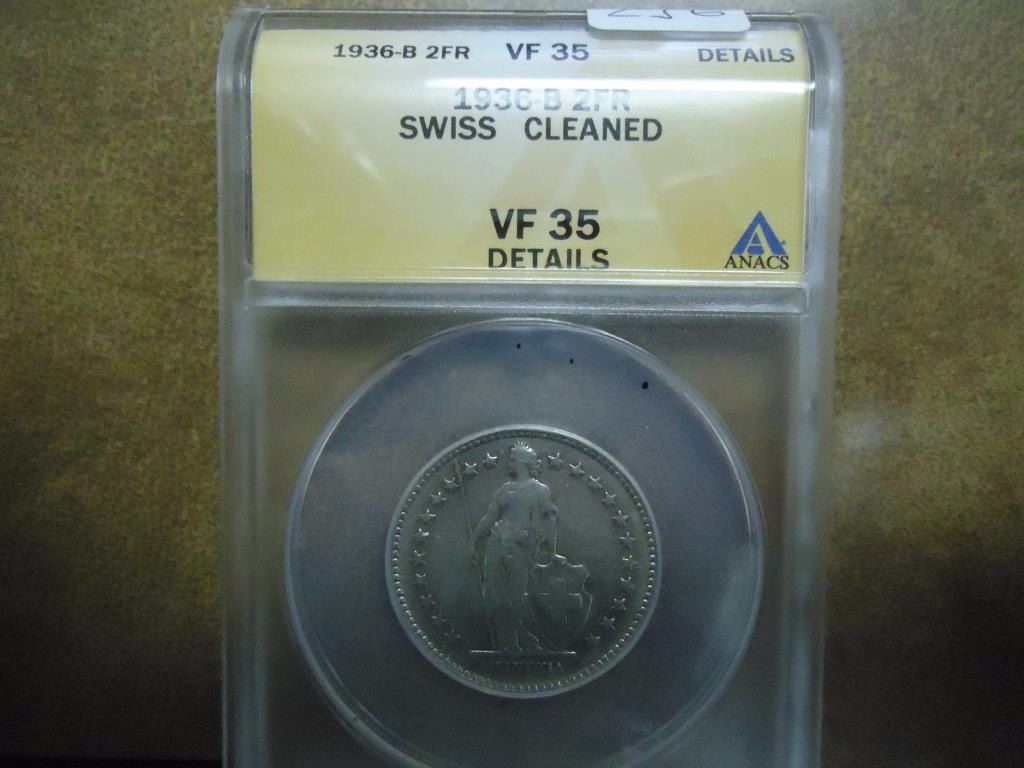 1936-B 2FR VF 35 DETAILS
1936-B 2FR
SWISS CLEANED
VF 35
DETAILS
ANACS